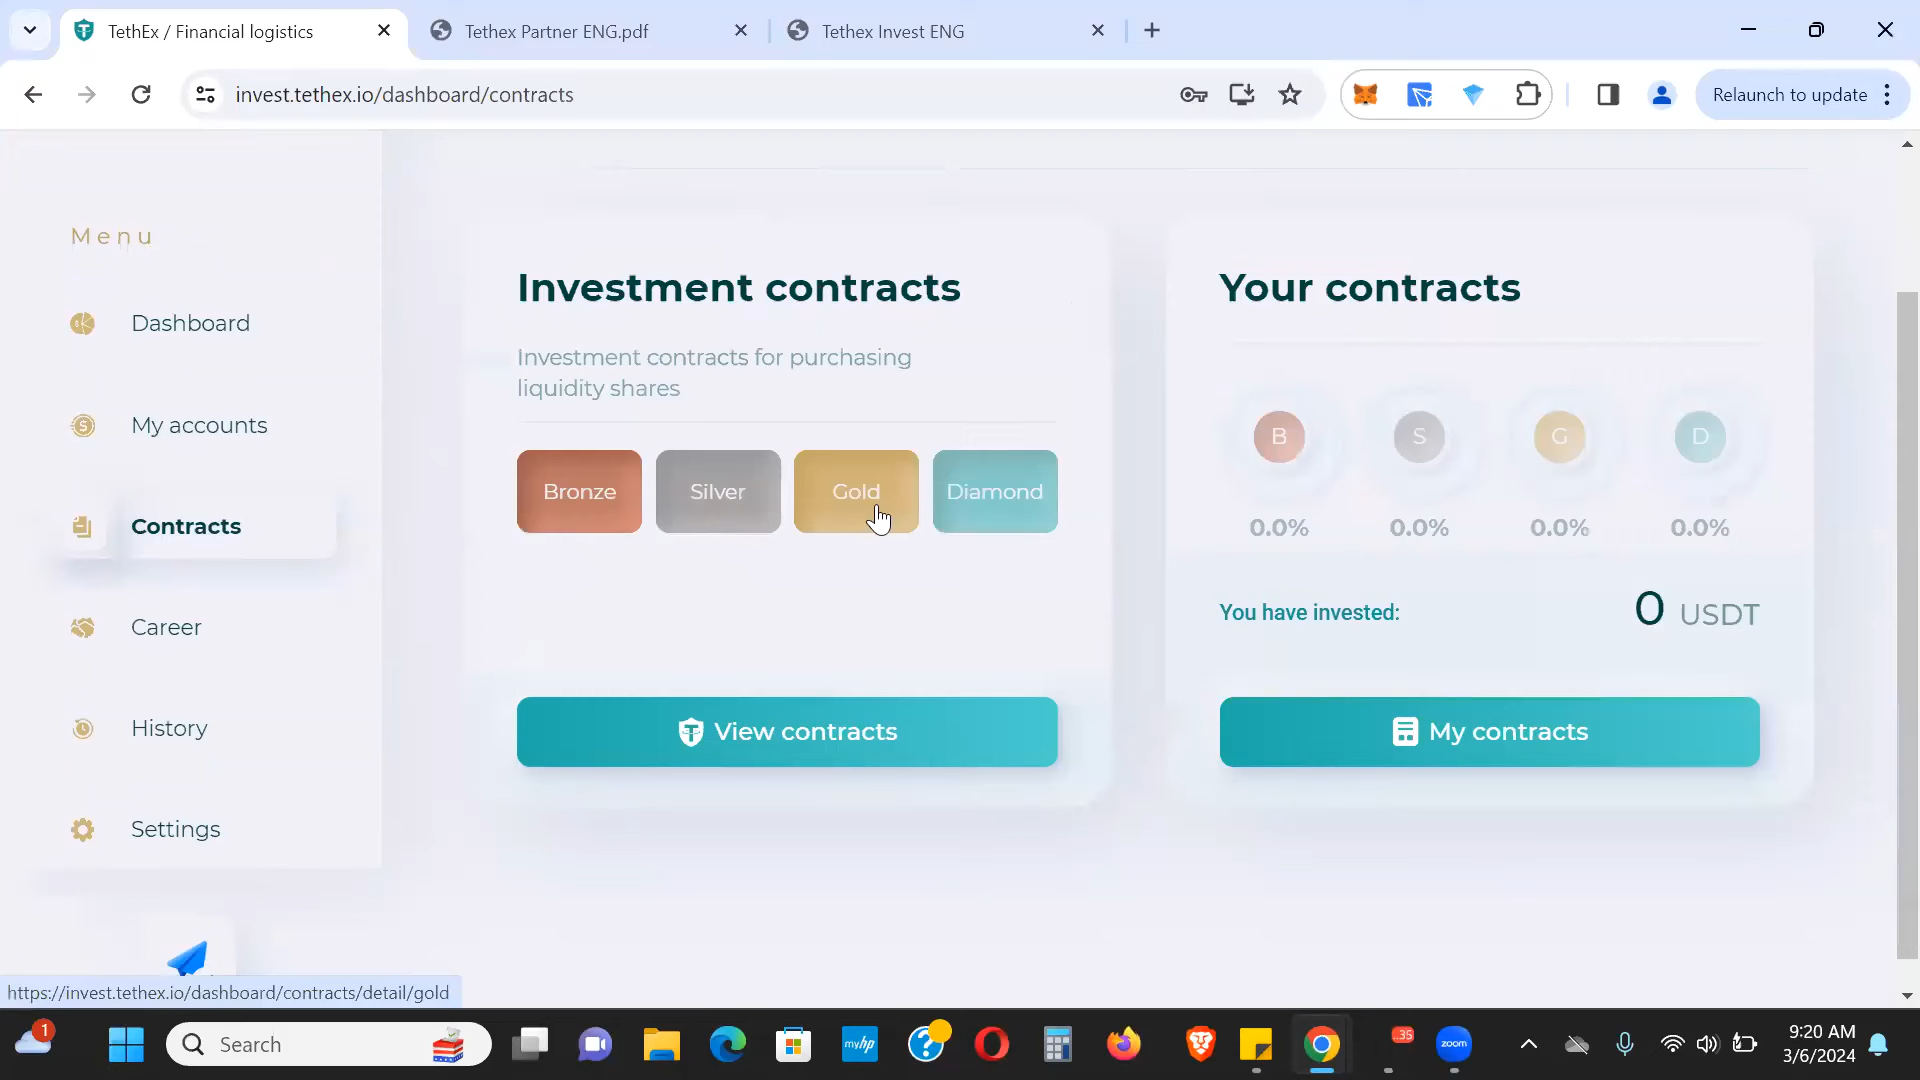 TethEx / Financial logistics
Tethex Partner ENG.pdf
Tethex Invest ENG
invest.tethex.io/dashboard/contracts
Relaunch to update
Menu
Dashboard
My accounts
Contracts
Career
History
Settings
Investment contracts
Investment contracts for purchasing
liquidity shares
Bronze
Silver
Gold
Diamond
View contracts
Your contracts
B
S
G
D
0.0%
0.0%
0.0%
0.0%
You have invested:
0 USDT
My contracts
https://invest.tethex.io/dashboard/contracts/detail/gold
1
Search
myhp
.35
zoom
9:20 AM
3/6/2024